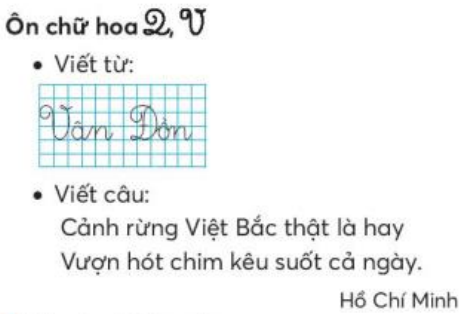 Ôn chữ hoa Q, V
• Viết từ:
Vân Đồn
• Viết câu:
Cảnh rừng Việt Bắc thật là hay
Vượn hót chim kêu suốt cả ngày.
Hồ Chí Minh